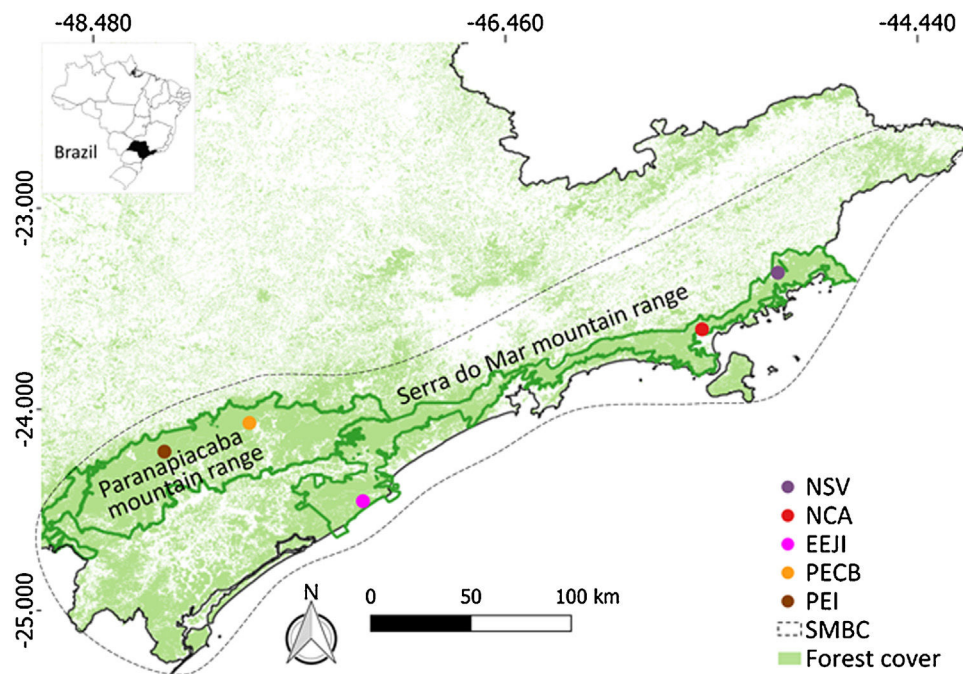 -48.480
-46.460
-44.440
Brazil
-23.000
-24.000
-25.000
Serra do Mar mountain range
Paranapiacaba
mountain range
N
0
50
100 km
NSV
NCA
EEJI
PECB
PEI
SMBC
Forest cover